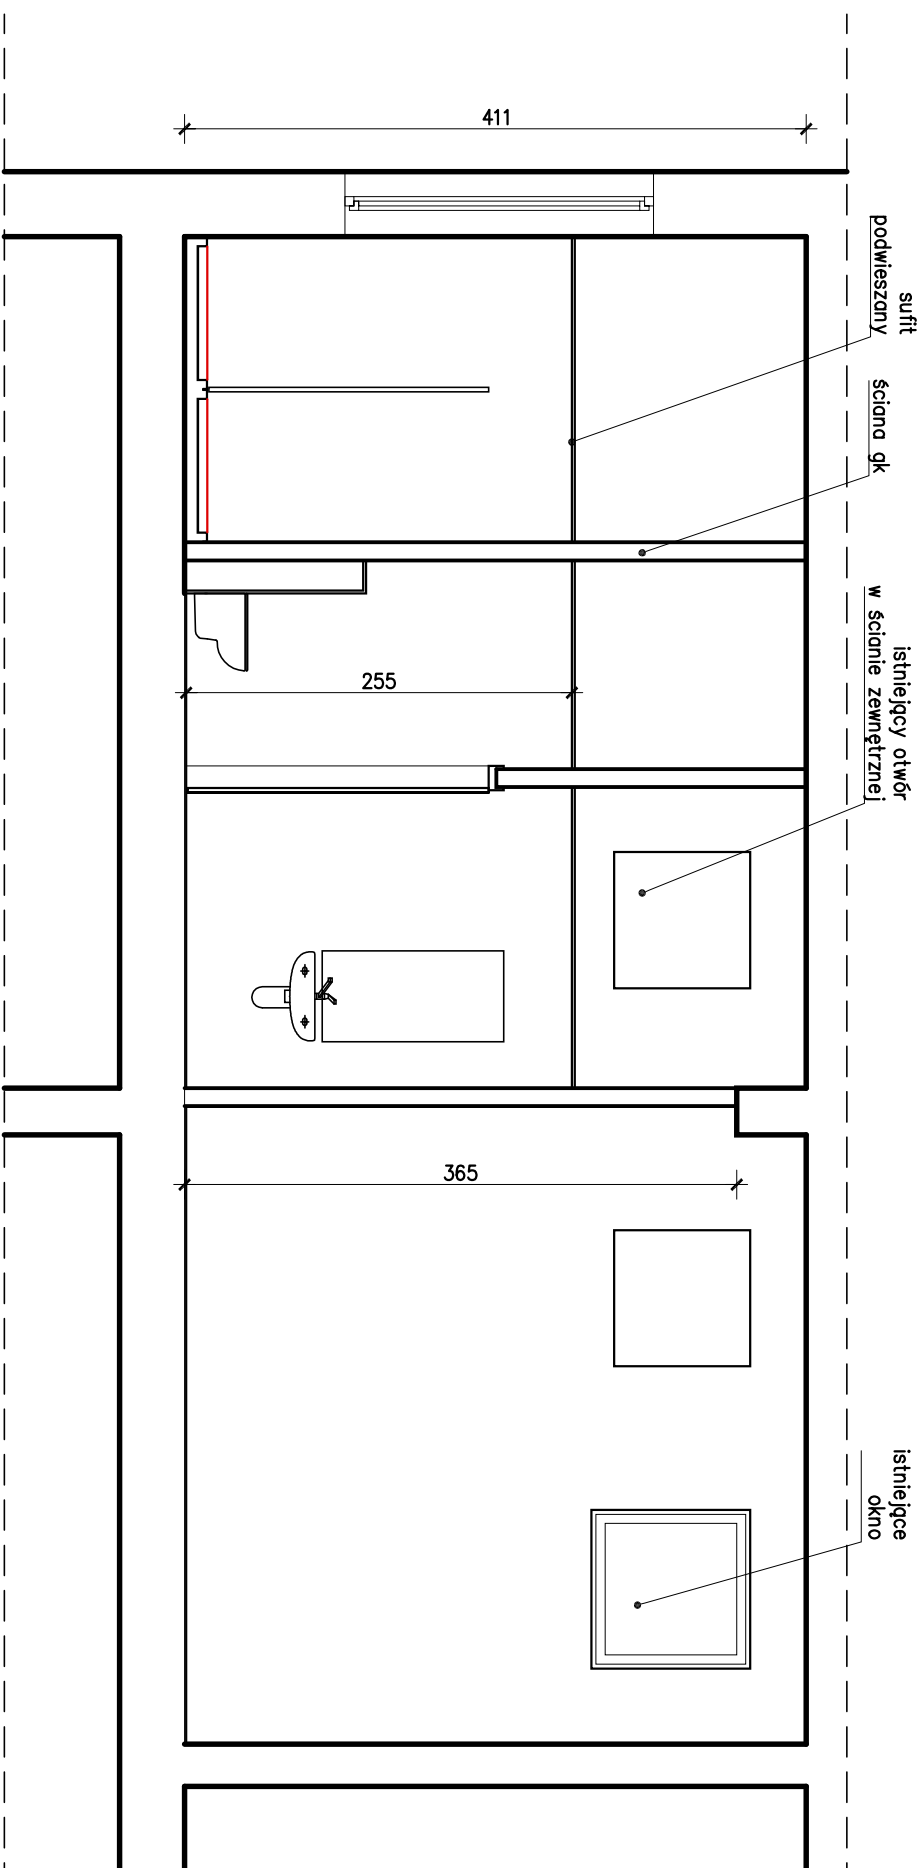 411
sufit
podwieszany
ściana gk
istniejący otwór
w ścianie zewnętrznej
255
365
istniejące
okno